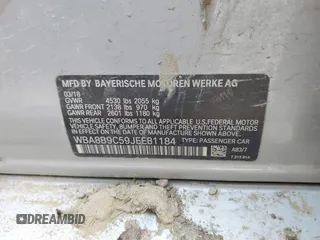 MFD BY BAYERISCHE MOTOREN WERKE AG
03/18
GVWR 4530 lbs 2055 kg
GAWR FRONT 2138 lbs 970 kg
GAWR REAR 2601 lbs 1180 kg
THIS VEHICLE CONFORMS TO ALL APPLICABLE
U.S. FEDERAL MOTOR
VEHICLE SAFETY, BUMPER, AND THEFT PREVENTION
STANDARDS IN EFFECT ON THE DATE OF MANUFACTURE
SHOWN ABOVE.
WBA8B9C59JEE81184 TYPE: PASSENGER CAR
A83/7
DREAMBID